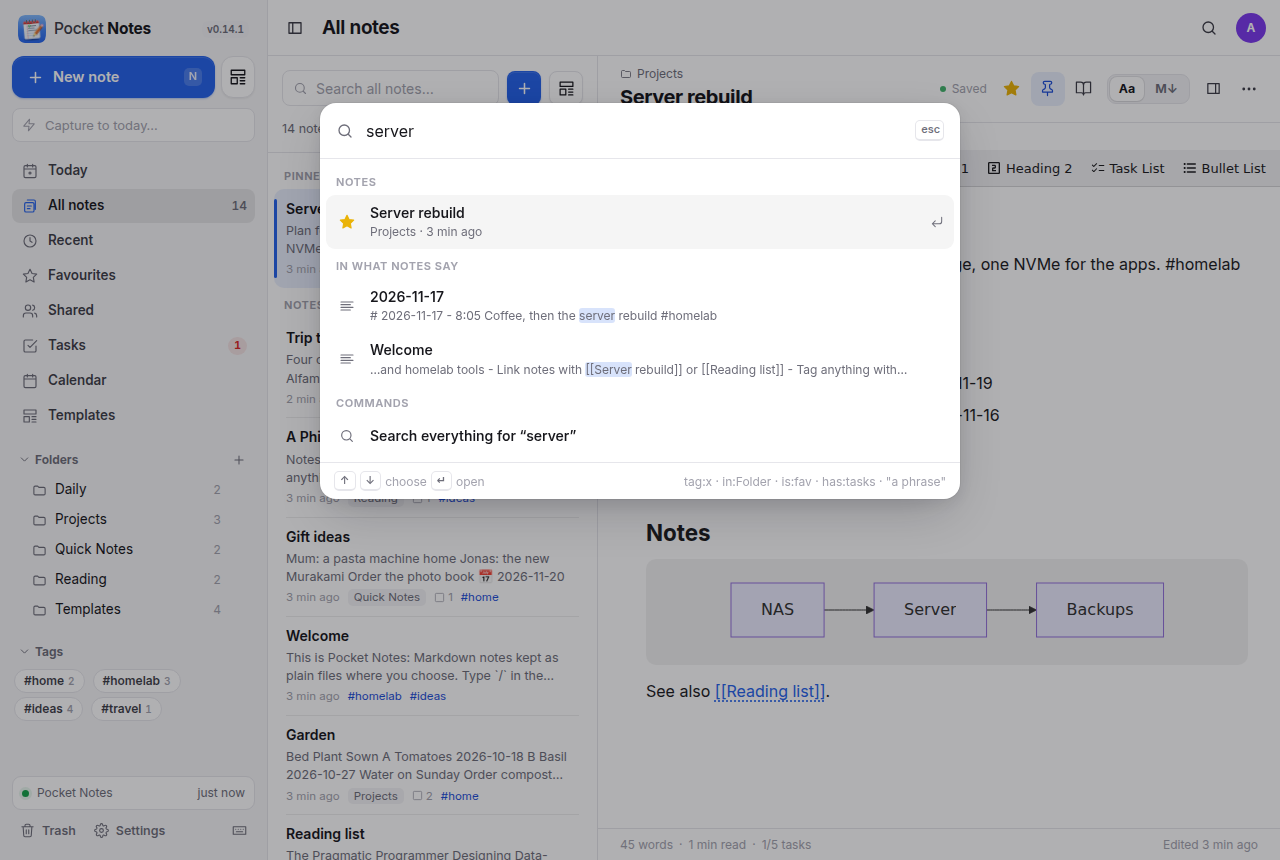 Pocket Notes v0.14.1
New note N
Capture to today...
Today
All notes 14
Recent
Favourites
Shared
Tasks 1
Calendar
Templates
Folders
Daily 2
Projects 3
Quick Notes 2
Reading 2
Templates 4
Tags
#home 2 #homelab 3
#ideas 4 #travel 1
Pocket Notes just now
Trash Settings
All notes A
Search all notes...
14 note
PINNE
Serve
Plan f
NVMe
3 min
NOTES
Trip t
Four
Alfam
2 min
A Phi
Notes
anyth
3 min ago Reading 1 #ideas
Gift ideas
Mum: a pasta machine home Jonas: the new
Murakami Order the photo book 📅 2026-11-20
3 min ago Quick Notes 1 #home
Welcome
This is Pocket Notes: Markdown notes kept as
plain files where you choose. Type `/` in the...
3 min ago #homelab #ideas
Garden
Bed Plant Sown A Tomatoes 2026-10-18 B Basil
2026-10-27 Water on Sunday Order compost...
3 min ago Projects 2 #home
Reading list
The Pragmatic Programmer Designing Data-
server esc
NOTES
Server rebuild
Projects · 3 min ago
IN WHAT NOTES SAY
2026-11-17
# 2026-11-17 - 8:05 Coffee, then the server rebuild #homelab
Welcome
...and homelab tools - Link notes with [[Server rebuild]] or [[Reading list]] - Tag anything with...
COMMANDS
Search everything for “server”
↑ ↓ choose ↵ open tag:x · in:Folder · is:fav · has:tasks · "a phrase"
Projects
Server rebuild
Saved Aa M↓
1 Heading 2 Task List Bullet List
ge, one NVMe for the apps. #homelab
-11-19
-11-16
Notes
NAS Server Backups
See also [[Reading list]].
45 words · 1 min read · 1/5 tasks Edited 3 min ago